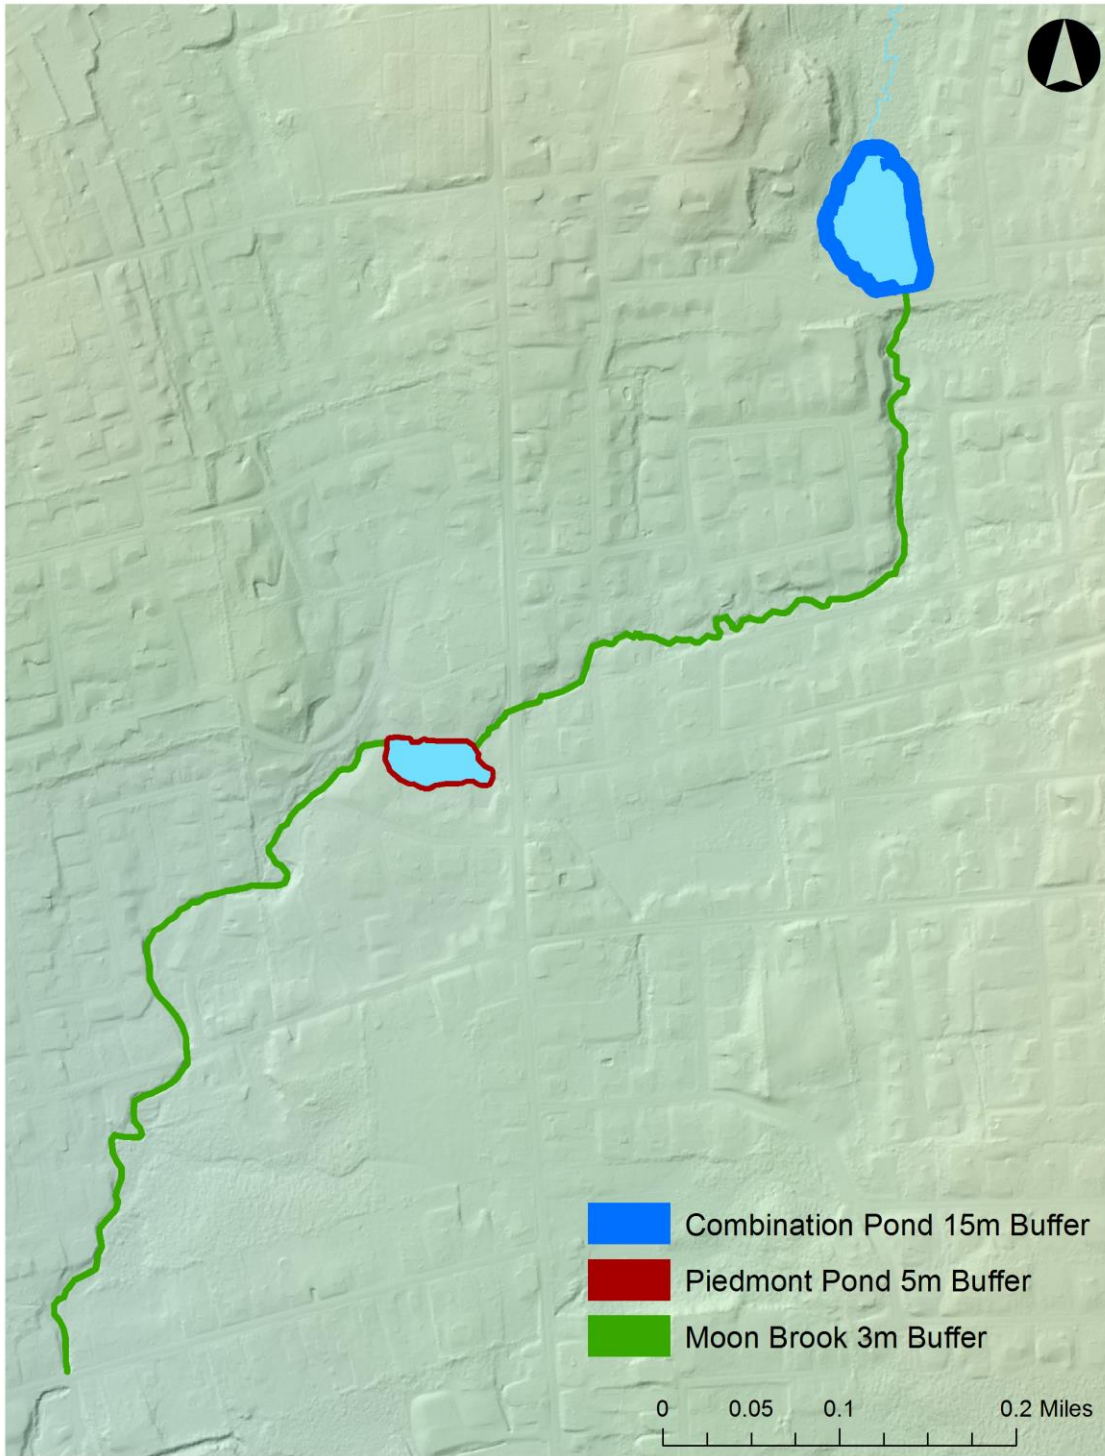 Combination Pond 15m Buffer
Piedmont Pond 5m Buffer
Moon Brook 3m Buffer
0 0.05 0.1 0.2 Miles